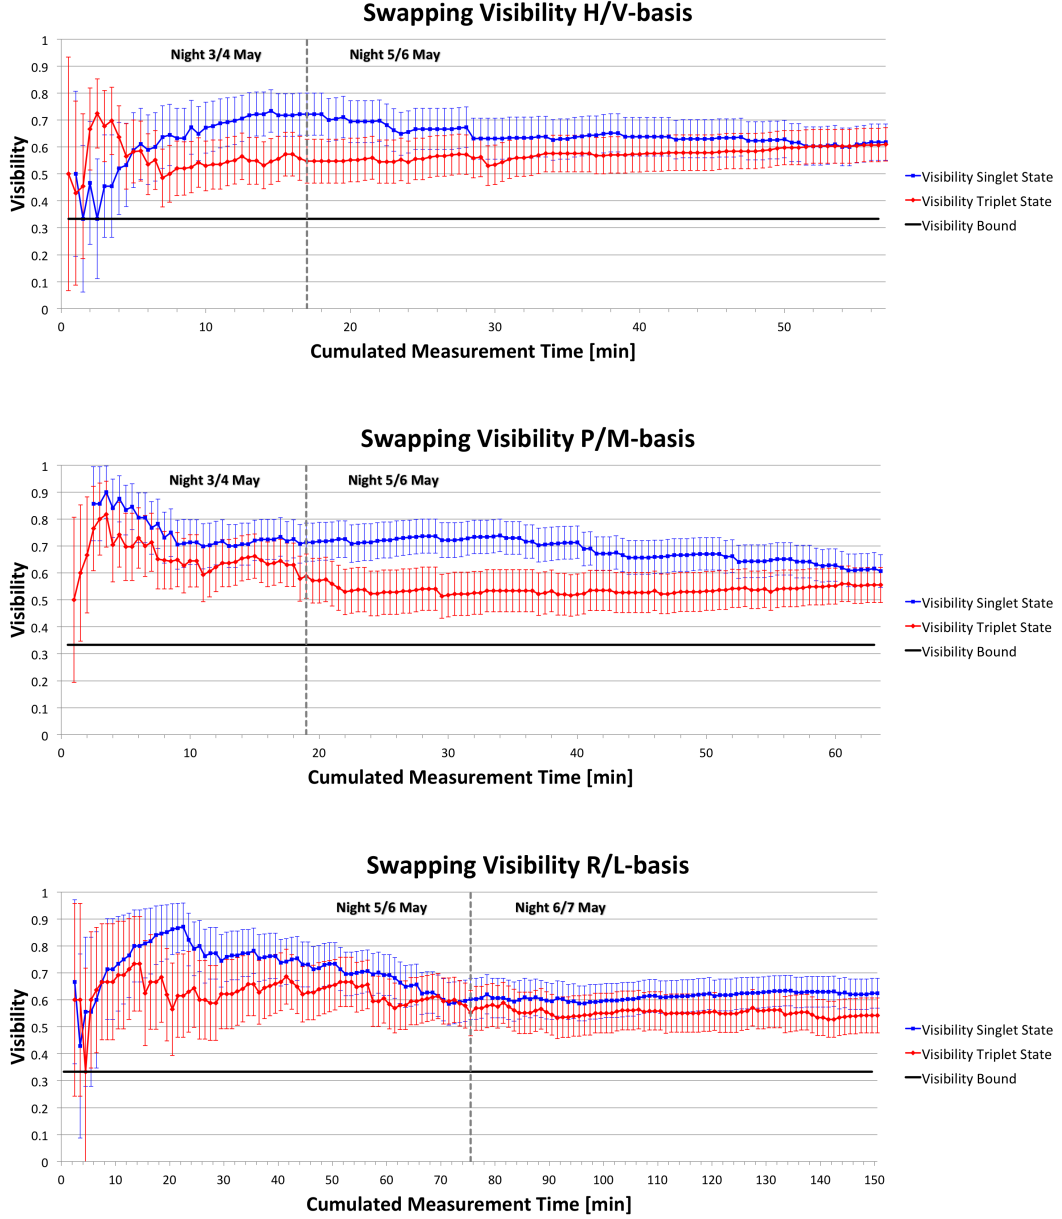 Swapping Visibility H/V-basis
Night 3/4 May
Night 5/6 May
1
0.9
0.8
0.7
0.6
0.5
0.4
0.3
0.2
0.1
0
Visibility
0 10 20 30 40 50
Cumulated Measurement Time [min]
Visibility Singlet State
Visibility Triplet State
Visibility Bound
Swapping Visibility P/M-basis
Night 3/4 May
Night 5/6 May
1
0.9
0.8
0.7
0.6
0.5
0.4
0.3
0.2
0.1
0
Visibility
0 10 20 30 40 50 60
Cumulated Measurement Time [min]
Visibility Singlet State
Visibility Triplet State
Visibility Bound
Swapping Visibility R/L-basis
Night 5/6 May
Night 6/7 May
1
0.9
0.8
0.7
0.6
0.5
0.4
0.3
0.2
0.1
0
Visibility
0 10 20 30 40 50 60 70 80 90 100 110 120 130 140 150
Cumulated Measurement Time [min]
Visibility Singlet State
Visibility Triplet State
Visibility Bound